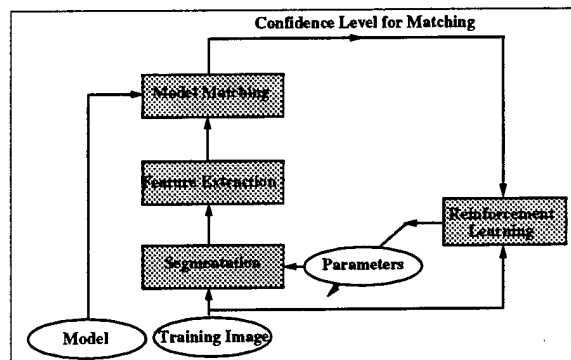 Confidence Level for Matching
Model Matching
Feature Extraction
Reinforcement
Learning
Segmentation
Parameters
Model
Training Image